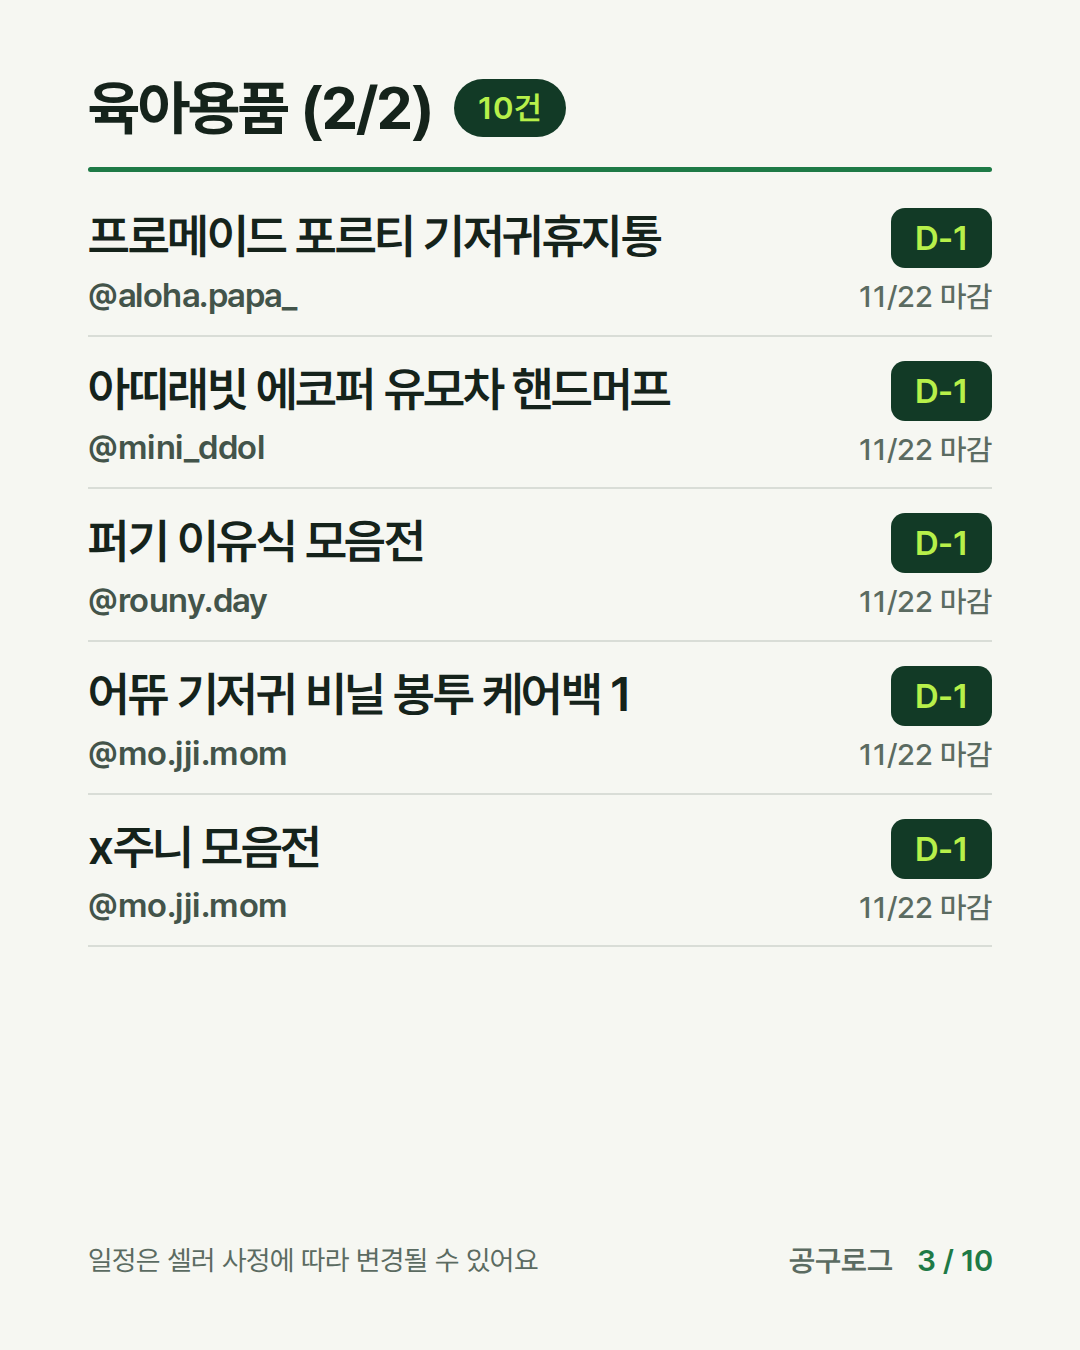 육아용품 (2/2) 10건
프로메이드 포르티 기저귀휴지통 D-1
@aloha.papa_ 11/22 마감
아띠래빗 에코퍼 유모차 핸드머프 D-1
@mini_ddol 11/22 마감
퍼기 이유식 모음전 D-1
@rouny.day 11/22 마감
어뜌 기저귀 비닐 봉투 케어백 1 D-1
@mo.jji.mom 11/22 마감
x주니 모음전 D-1
@mo.jji.mom 11/22 마감
일정은 셀러 사정에 따라 변경될 수 있어요 공구로그 3 / 10